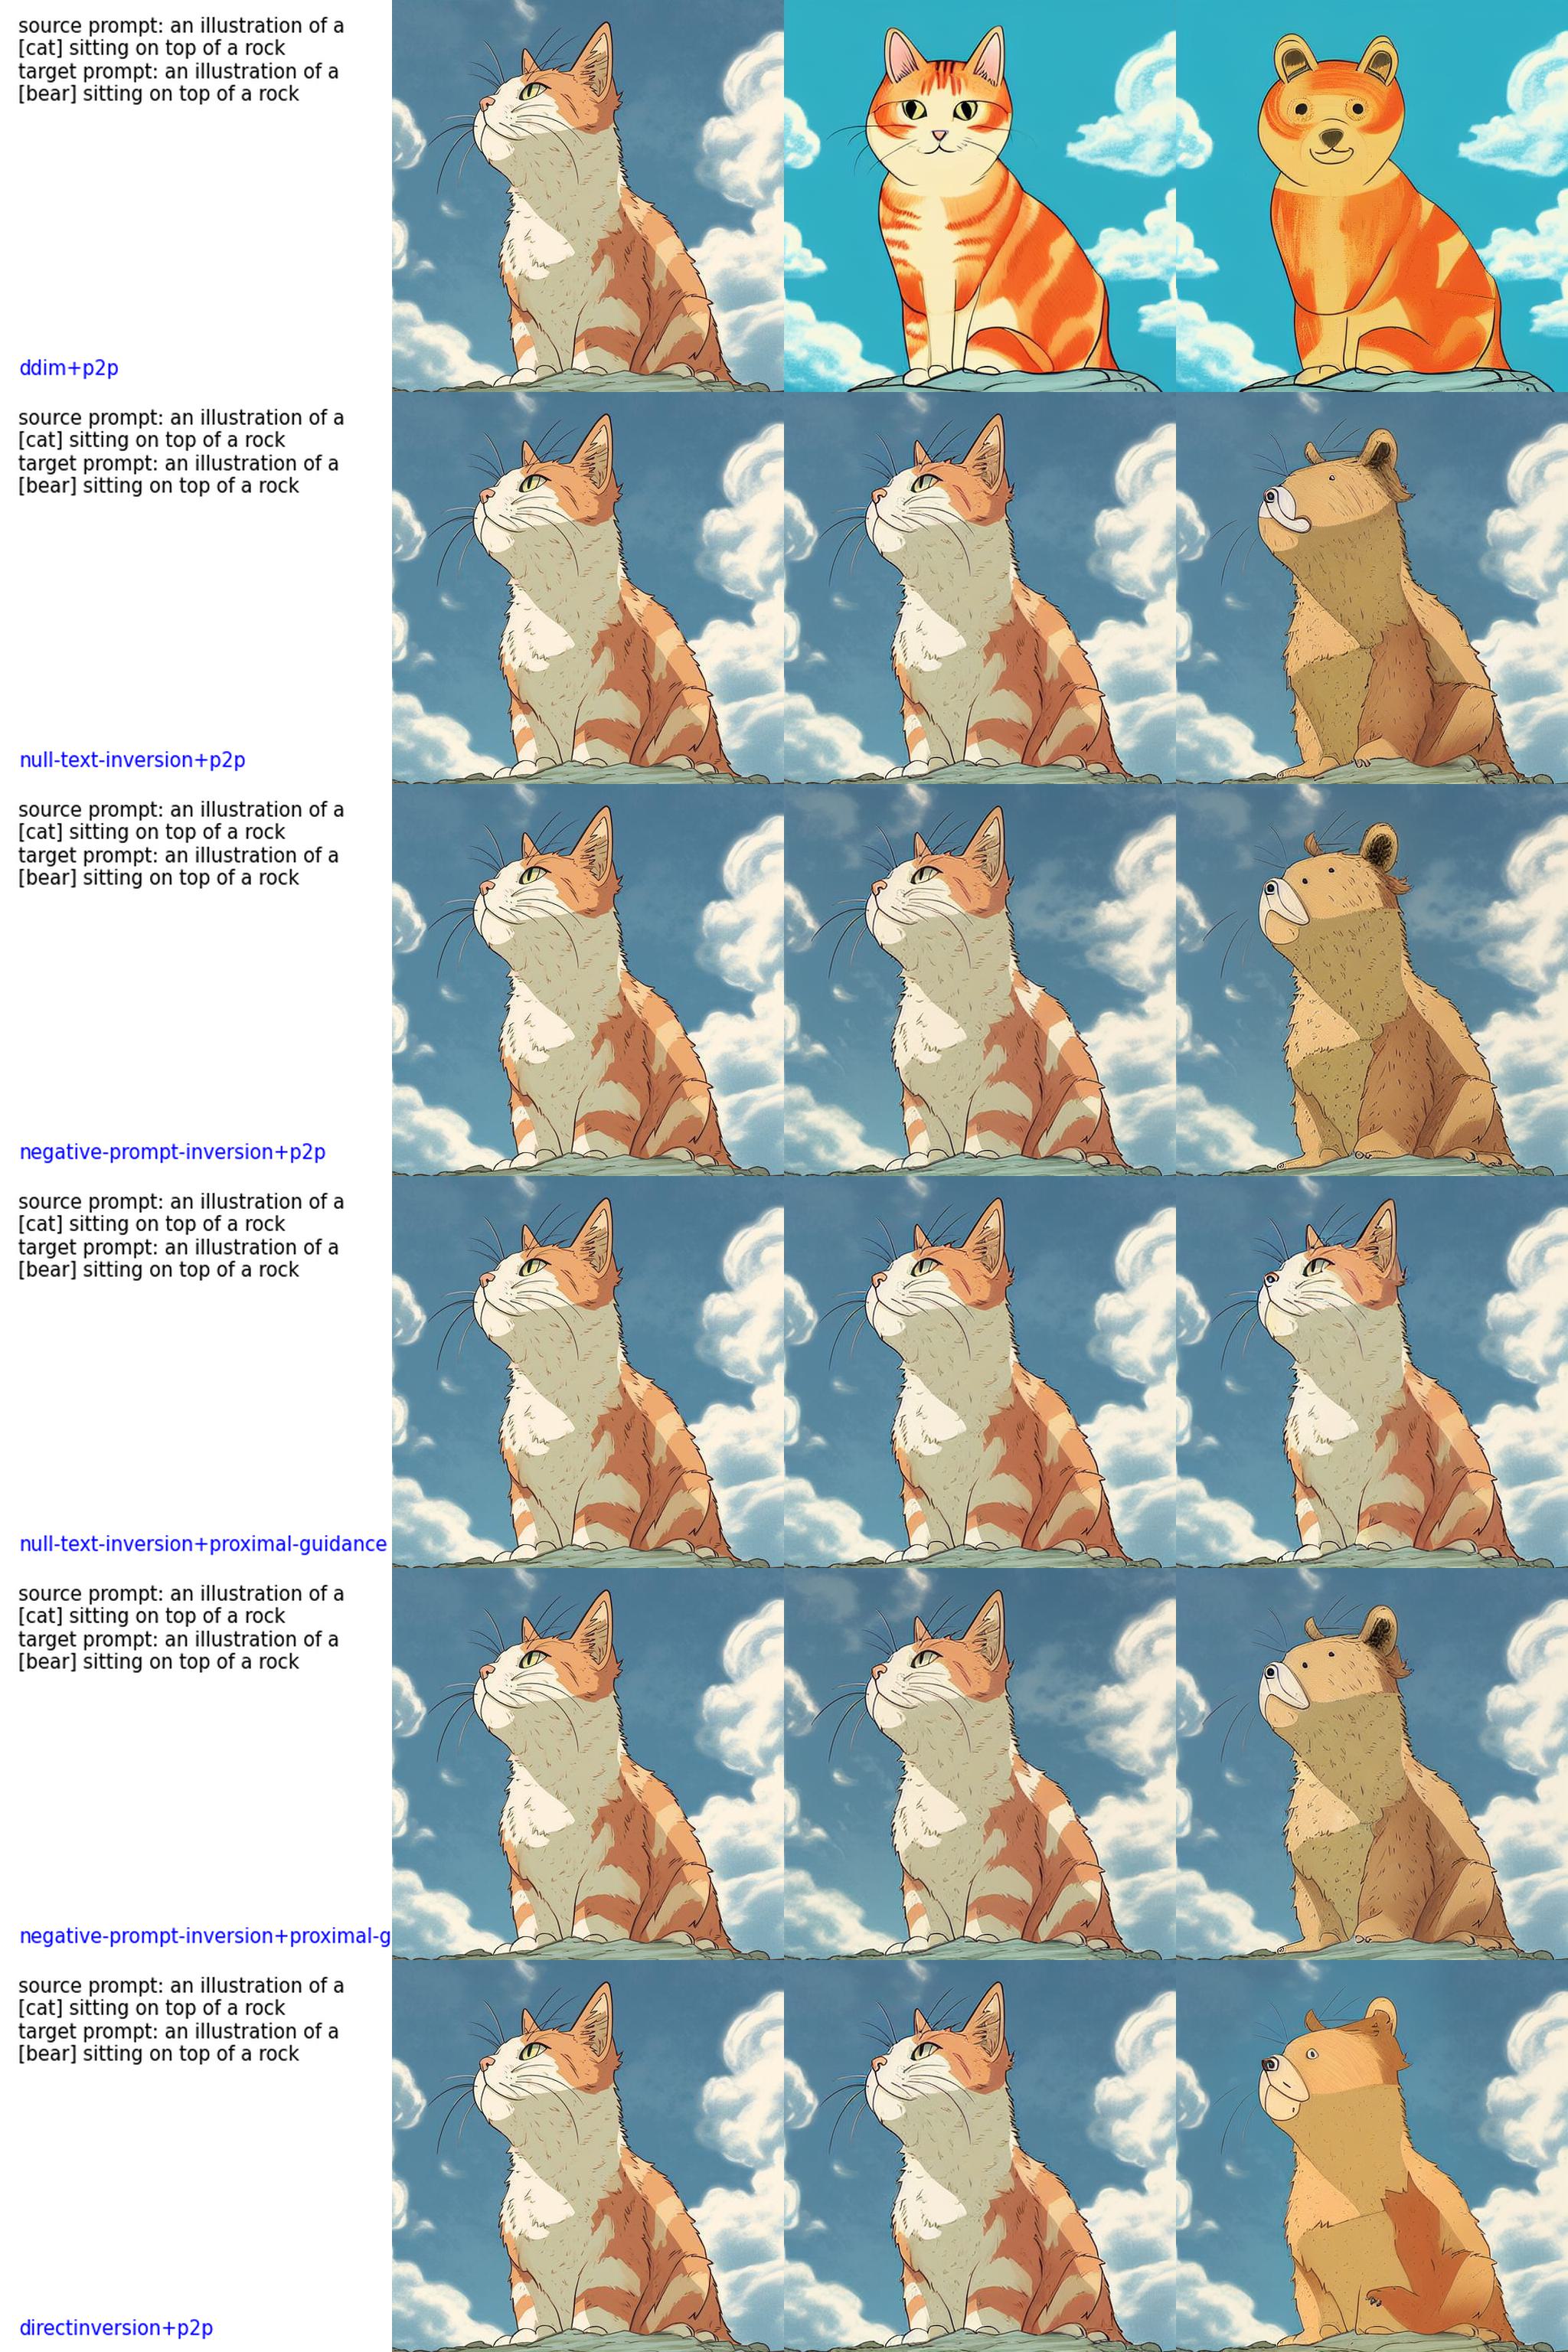 source prompt: an illustration of a
[cat] sitting on top of a rock
target prompt: an illustration of a
[bear] sitting on top of a rock
ddim+p2p
source prompt: an illustration of a
[cat] sitting on top of a rock
target prompt: an illustration of a
[bear] sitting on top of a rock
null-text-inversion+p2p
source prompt: an illustration of a
[cat] sitting on top of a rock
target prompt: an illustration of a
[bear] sitting on top of a rock
negative-prompt-inversion+p2p
source prompt: an illustration of a
[cat] sitting on top of a rock
target prompt: an illustration of a
[bear] sitting on top of a rock
null-text-inversion+proximal-guidance
source prompt: an illustration of a
[cat] sitting on top of a rock
target prompt: an illustration of a
[bear] sitting on top of a rock
negative-prompt-inversion+proximal-g
source prompt: an illustration of a
[cat] sitting on top of a rock
target prompt: an illustration of a
[bear] sitting on top of a rock
directinversion+p2p